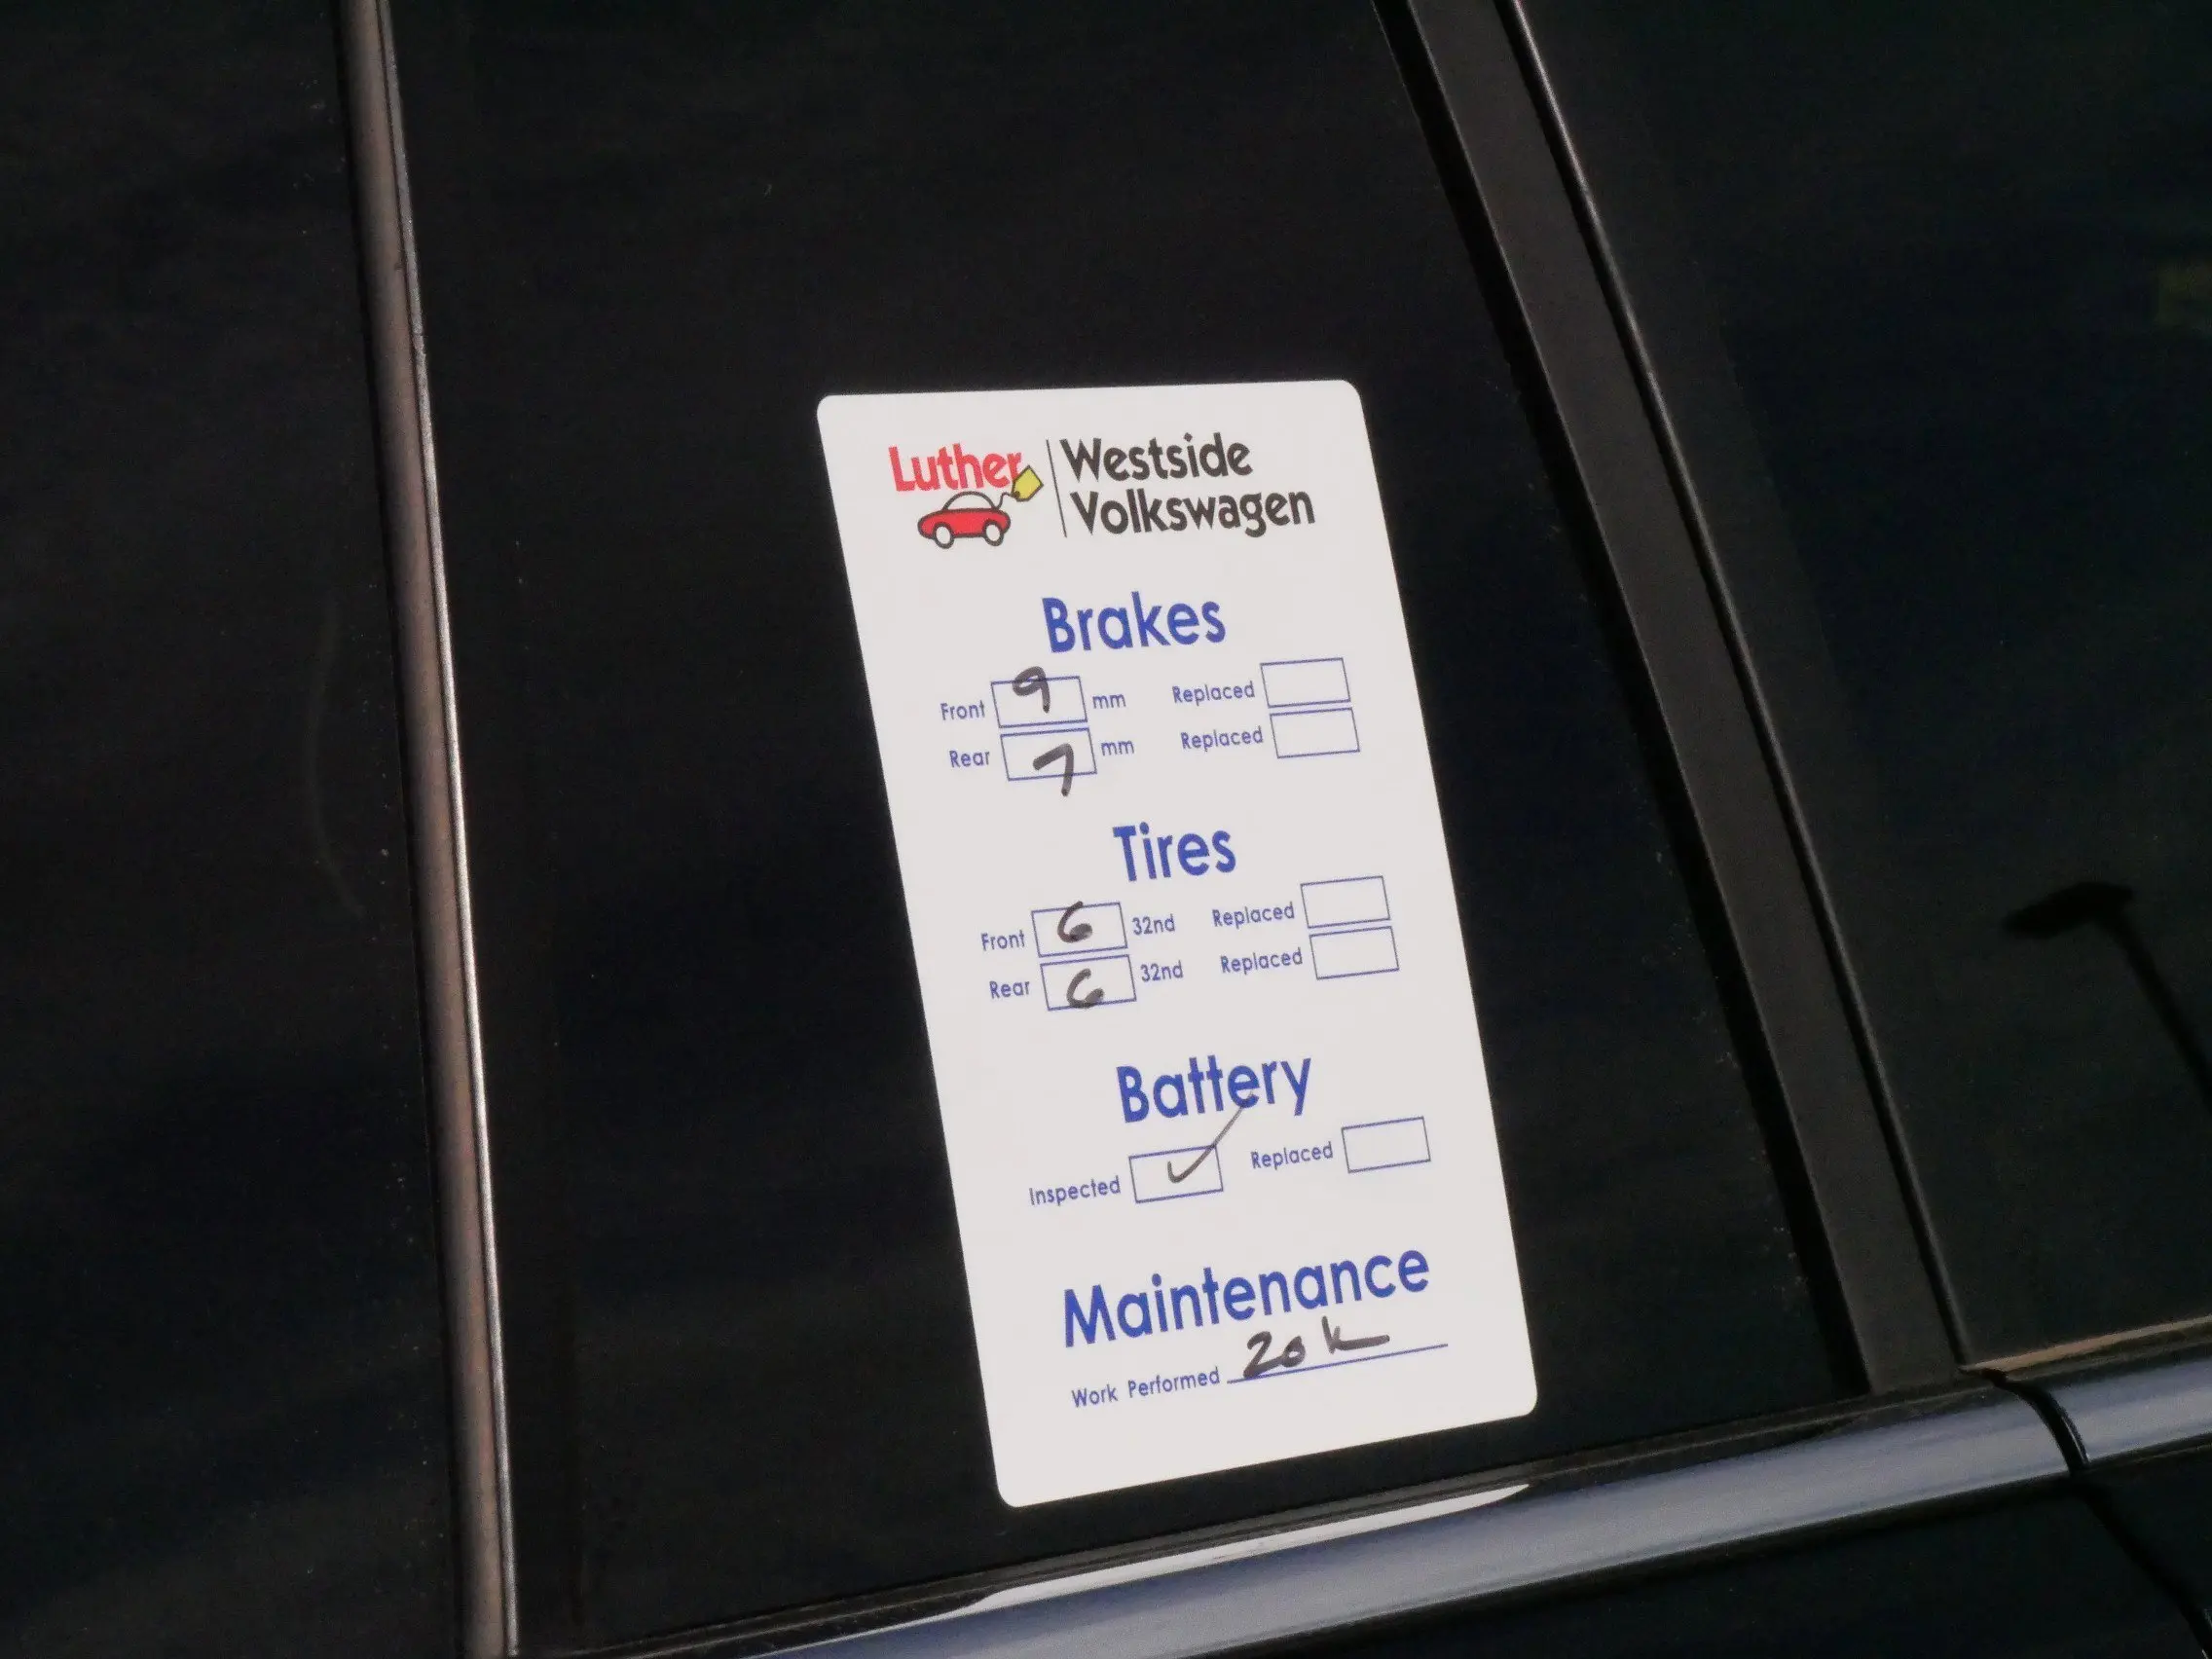 Luther | Westside
Volkswagen
Brakes
Front 9 mm Replaced
Rear 7 mm Replaced
Tires
Front 6 32nd Replaced
Rear 6 32nd Replaced
Battery
Inspected ✓ Replaced
Maintenance
Work Performed 20k